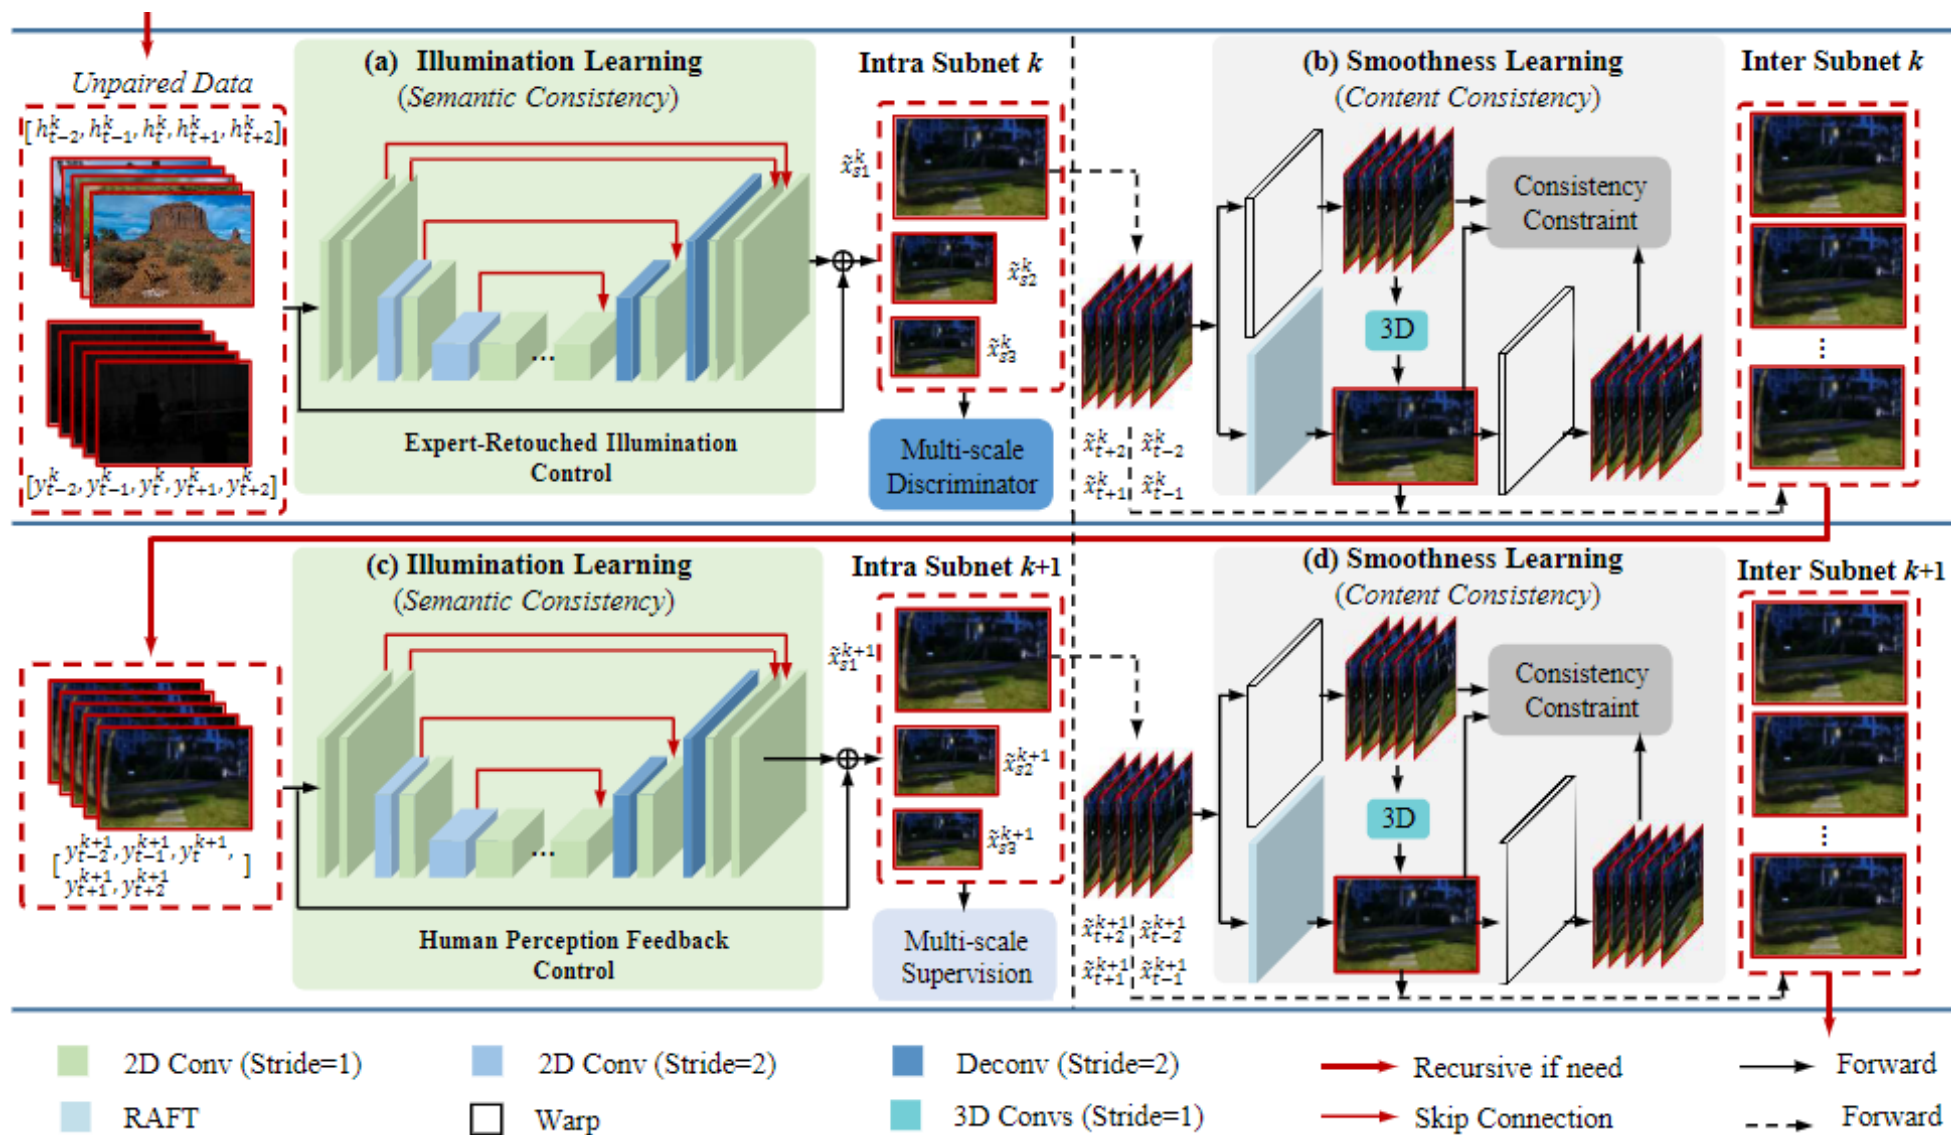 Unpaired Data
[h^k_{t-2}, h^k_{t-1}, h^k_t, h^k_{t+1}, h^k_{t+2}]
[y^k_{t-2}, y^k_{t-1}, y^k_t, y^k_{t+1}, y^k_{t+2}]
(a) Illumination Learning
(Semantic Consistency)
...
Expert-Retouched Illumination
Control
Intra Subnet k
x̃^k_{s1}
x̃^k_{s2}
x̃^k_{s3}
Multi-scale
Discriminator
x̃^k_{t+2} x̃^k_{t-2}
x̃^k_{t+1} x̃^k_{t-1}
(b) Smoothness Learning
(Content Consistency)
Consistency
Constraint
3D
Inter Subnet k
...
(c) Illumination Learning
(Semantic Consistency)
[y^{k+1}_{t-2}, y^{k+1}_{t-1}, y^{k+1}_t,
y^{k+1}_{t+1}, y^{k+1}_{t+2}]
...
Human Perception Feedback
Control
Intra Subnet k+1
x̃^{k+1}_{s1}
x̃^{k+1}_{s2}
x̃^{k+1}_{s3}
Multi-scale
Supervision
x̃^{k+1}_{t+2} x̃^{k+1}_{t-2}
x̃^{k+1}_{t+1} x̃^{k+1}_{t-1}
(d) Smoothness Learning
(Content Consistency)
Consistency
Constraint
3D
Inter Subnet k+1
...
2D Conv (Stride=1)
2D Conv (Stride=2)
Deconv (Stride=2)
Recursive if need
Forward
RAFT
Warp
3D Convs (Stride=1)
Skip Connection
Forward